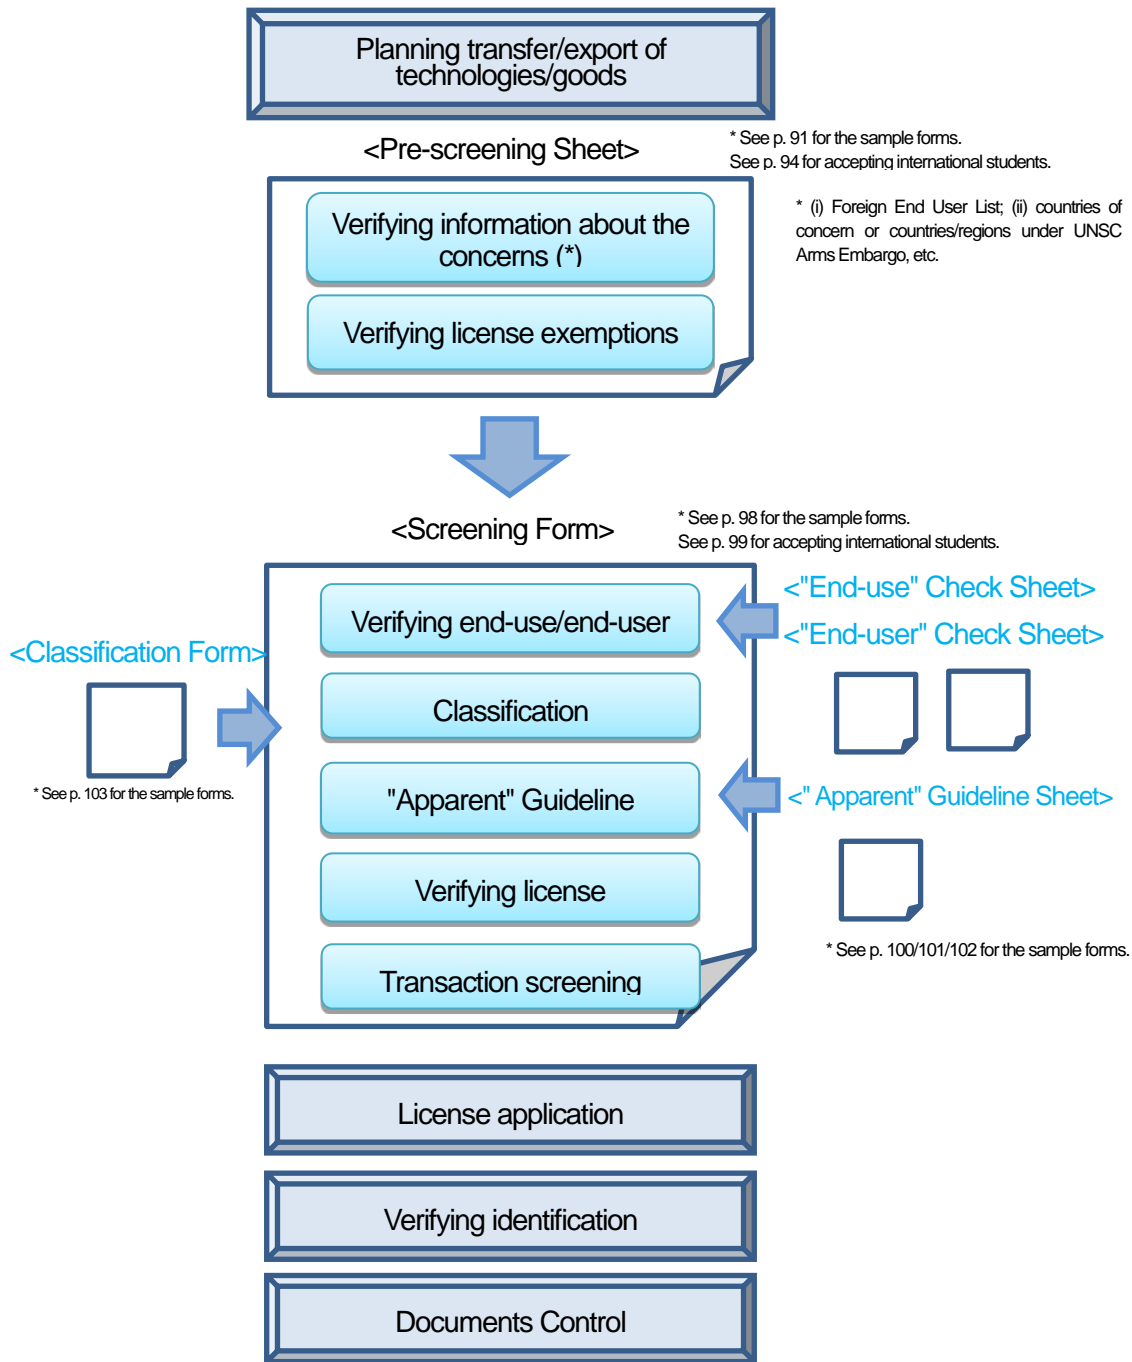 Planning transfer/export of
technologies/goods
<Pre-screening Sheet>
* See p. 91 for the sample forms.
See p. 94 for accepting international students.
Verifying information about the
concerns (*)
* (i) Foreign End User List; (ii) countries of
concern or countries/regions under UNSC
Arms Embargo, etc.
Verifying license exemptions
<Screening Form>
* See p. 98 for the sample forms.
See p. 99 for accepting international students.
Verifying end-use/end-user
<"End-use" Check Sheet>
<"End-user" Check Sheet>
<Classification Form>
Classification
* See p. 103 for the sample forms.
"Apparent" Guideline
<" Apparent" Guideline Sheet>
Verifying license
* See p. 100/101/102 for the sample forms.
Transaction screening
License application
Verifying identification
Documents Control